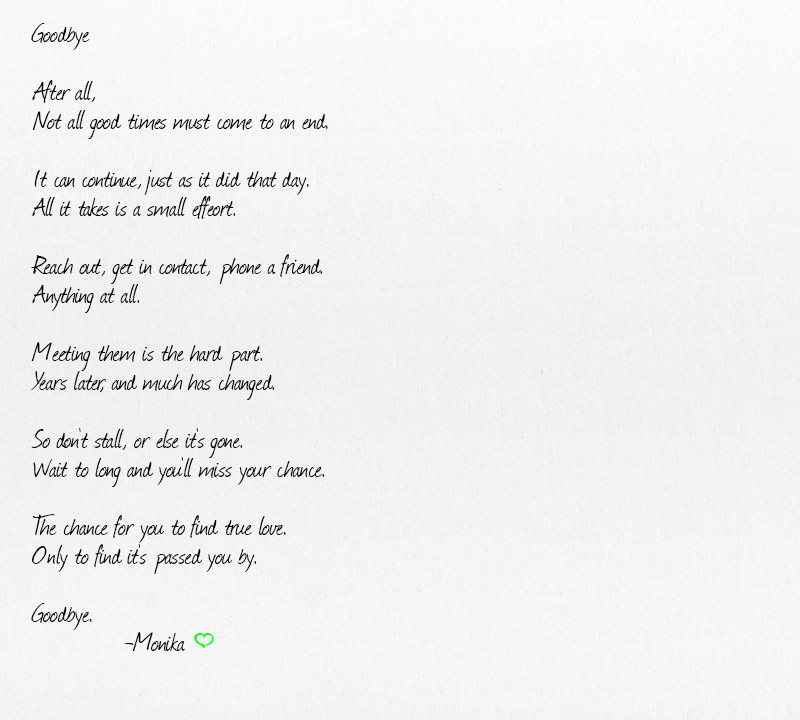 Goodbye
After all,
Not all good times must come to an end.
It can continue, just as it did that day.
All it takes is a small effeort.
Reach out, get in contact, phone a friend.
Anything at all.
Meeting them is the hard part.
Years later, and much has changed.
So don't stall, or else it's gone.
Wait to long and you'll miss your chance.
The chance for you to find true love.
Only to find it's passed you by.
Goodbye.
-Monika